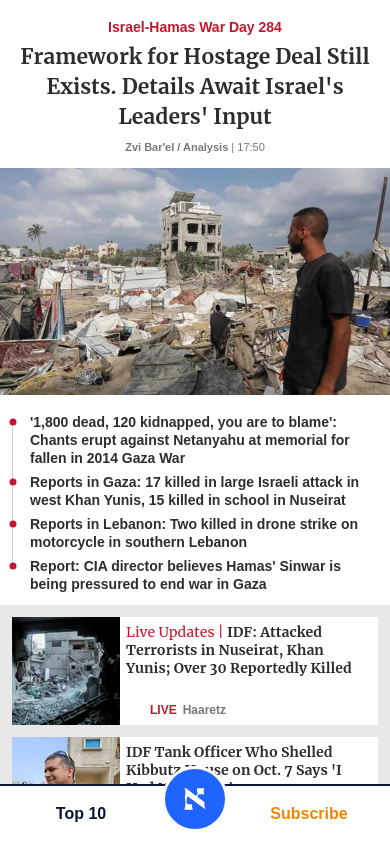 Israel-Hamas War Day 284
Framework for Hostage Deal Still
Exists. Details Await Israel's
Leaders' Input
Zvi Bar'el / Analysis | 17:50
'1,800 dead, 120 kidnapped, you are to blame':
Chants erupt against Netanyahu at memorial for
fallen in 2014 Gaza War
Reports in Gaza: 17 killed in large Israeli attack in
west Khan Yunis, 15 killed in school in Nuseirat
Reports in Lebanon: Two killed in drone strike on
motorcycle in southern Lebanon
Report: CIA director believes Hamas' Sinwar is
being pressured to end war in Gaza
Live Updates | IDF: Attacked
Terrorists in Nuseirat, Khan
Yunis; Over 30 Reportedly Killed
LIVE Haaretz
IDF Tank Officer Who Shelled
Kibbutz House on Oct. 7 Says 'I
Top 10
Subscribe